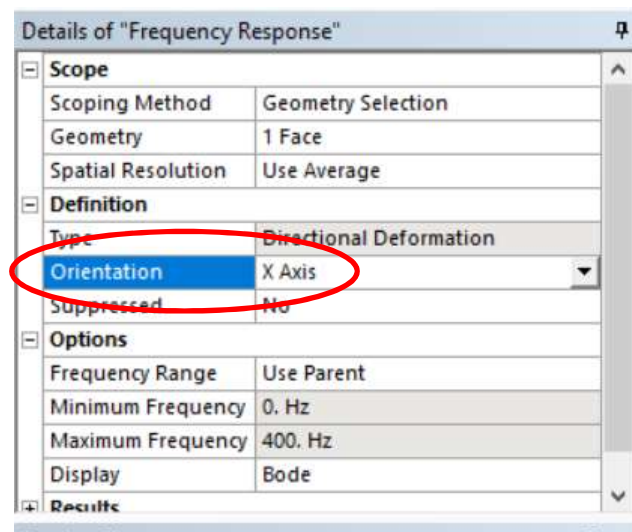 Details of "Frequency Response"
Scope
Scoping Method Geometry Selection
Geometry 1 Face
Spatial Resolution Use Average
Definition
Type Directional Deformation
Orientation X Axis
Suppressed No
Options
Frequency Range Use Parent
Minimum Frequency 0. Hz
Maximum Frequency 400. Hz
Display Bode
Results